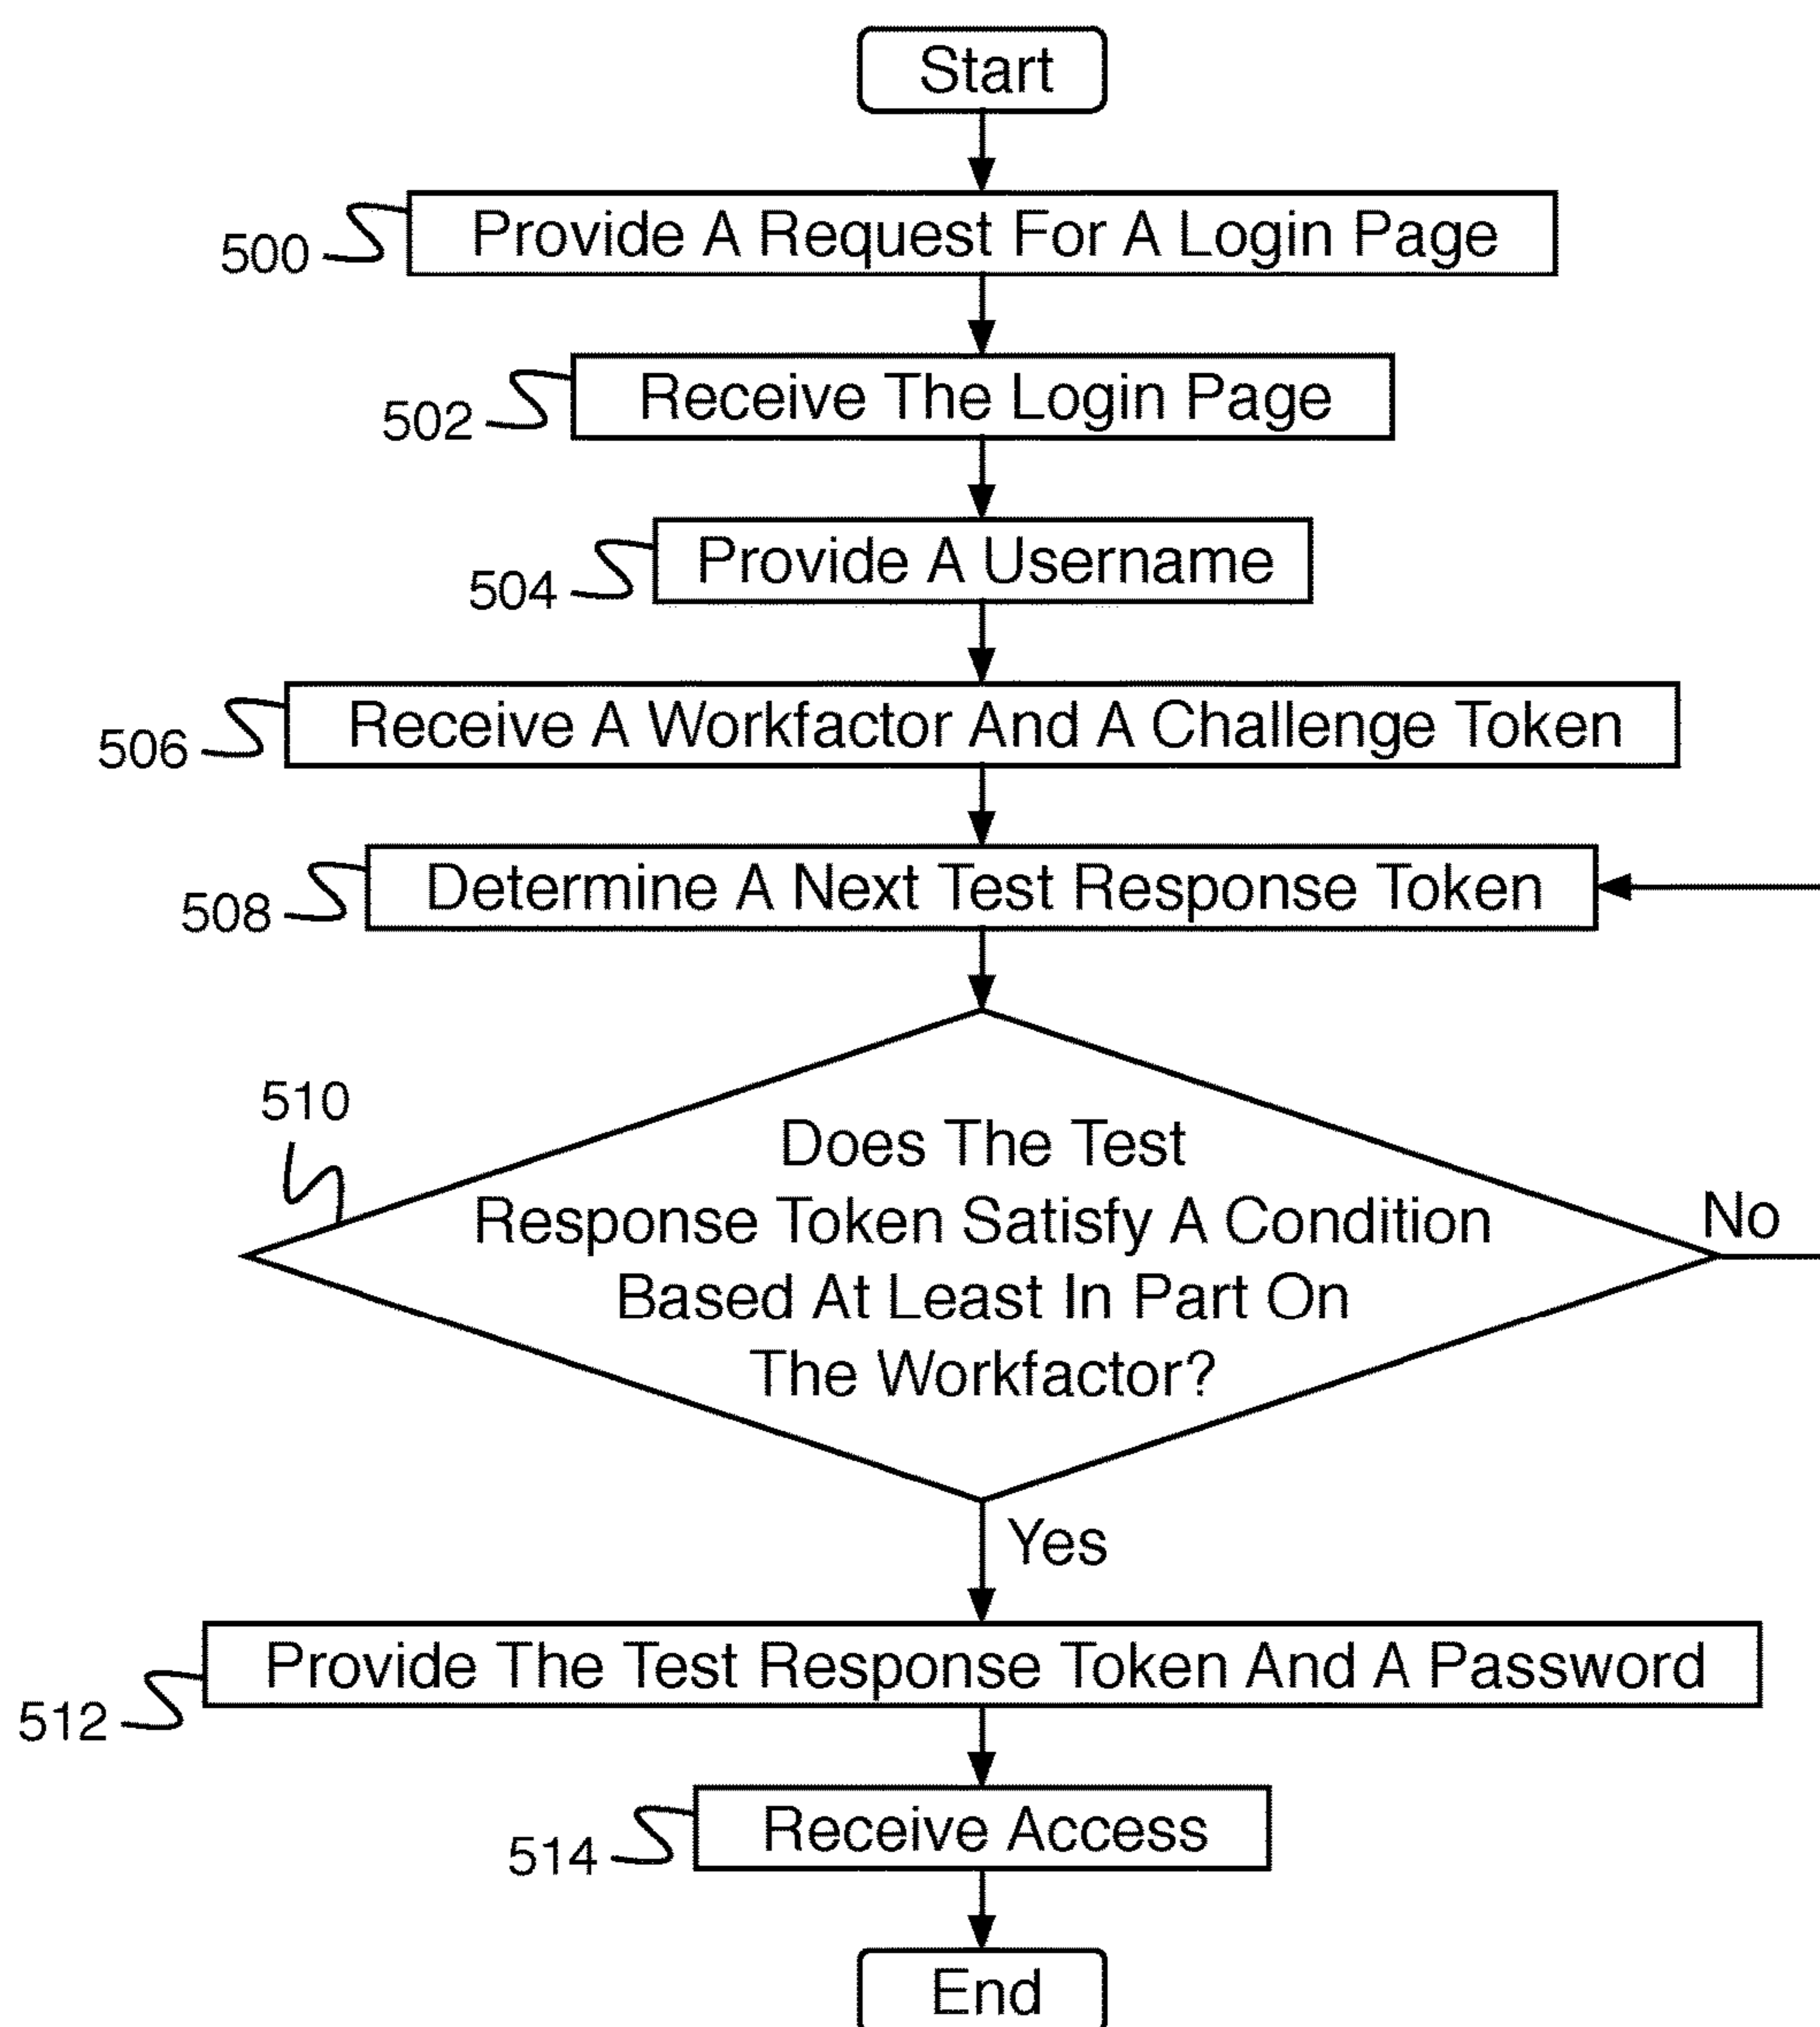 Start
500
Provide A Request For A Login Page
502
Receive The Login Page
504
Provide A Username
506
Receive A Workfactor And A Challenge Token
508
Determine A Next Test Response Token
510
Does The Test
Response Token Satisfy A Condition
Based At Least In Part On
The Workfactor?
No
Yes
512
Provide The Test Response Token And A Password
514
Receive Access
End